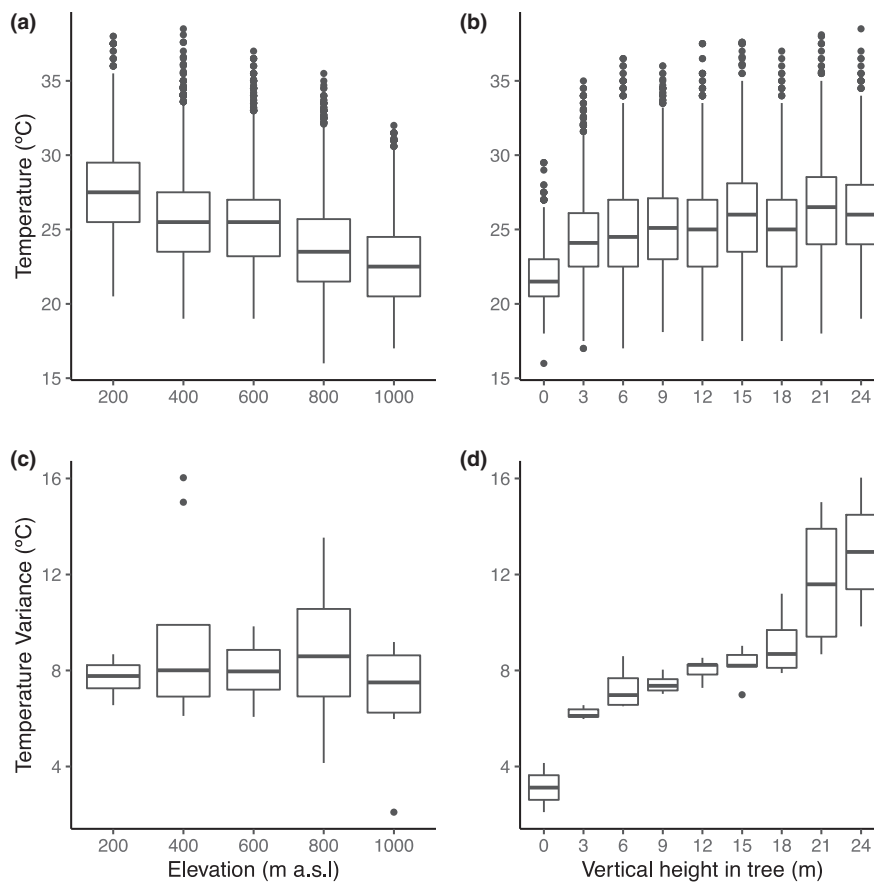 (a)
Temperature (ºC)
35
30
25
20
15
200 400 600 800 1000
(b)
35
30
25
20
15
0 3 6 9 12 15 18 21 24
(c)
Temperature Variance (ºC)
16
12
8
4
200 400 600 800 1000
Elevation (m a.s.l)
(d)
16
12
8
4
0 3 6 9 12 15 18 21 24
Vertical height in tree (m)